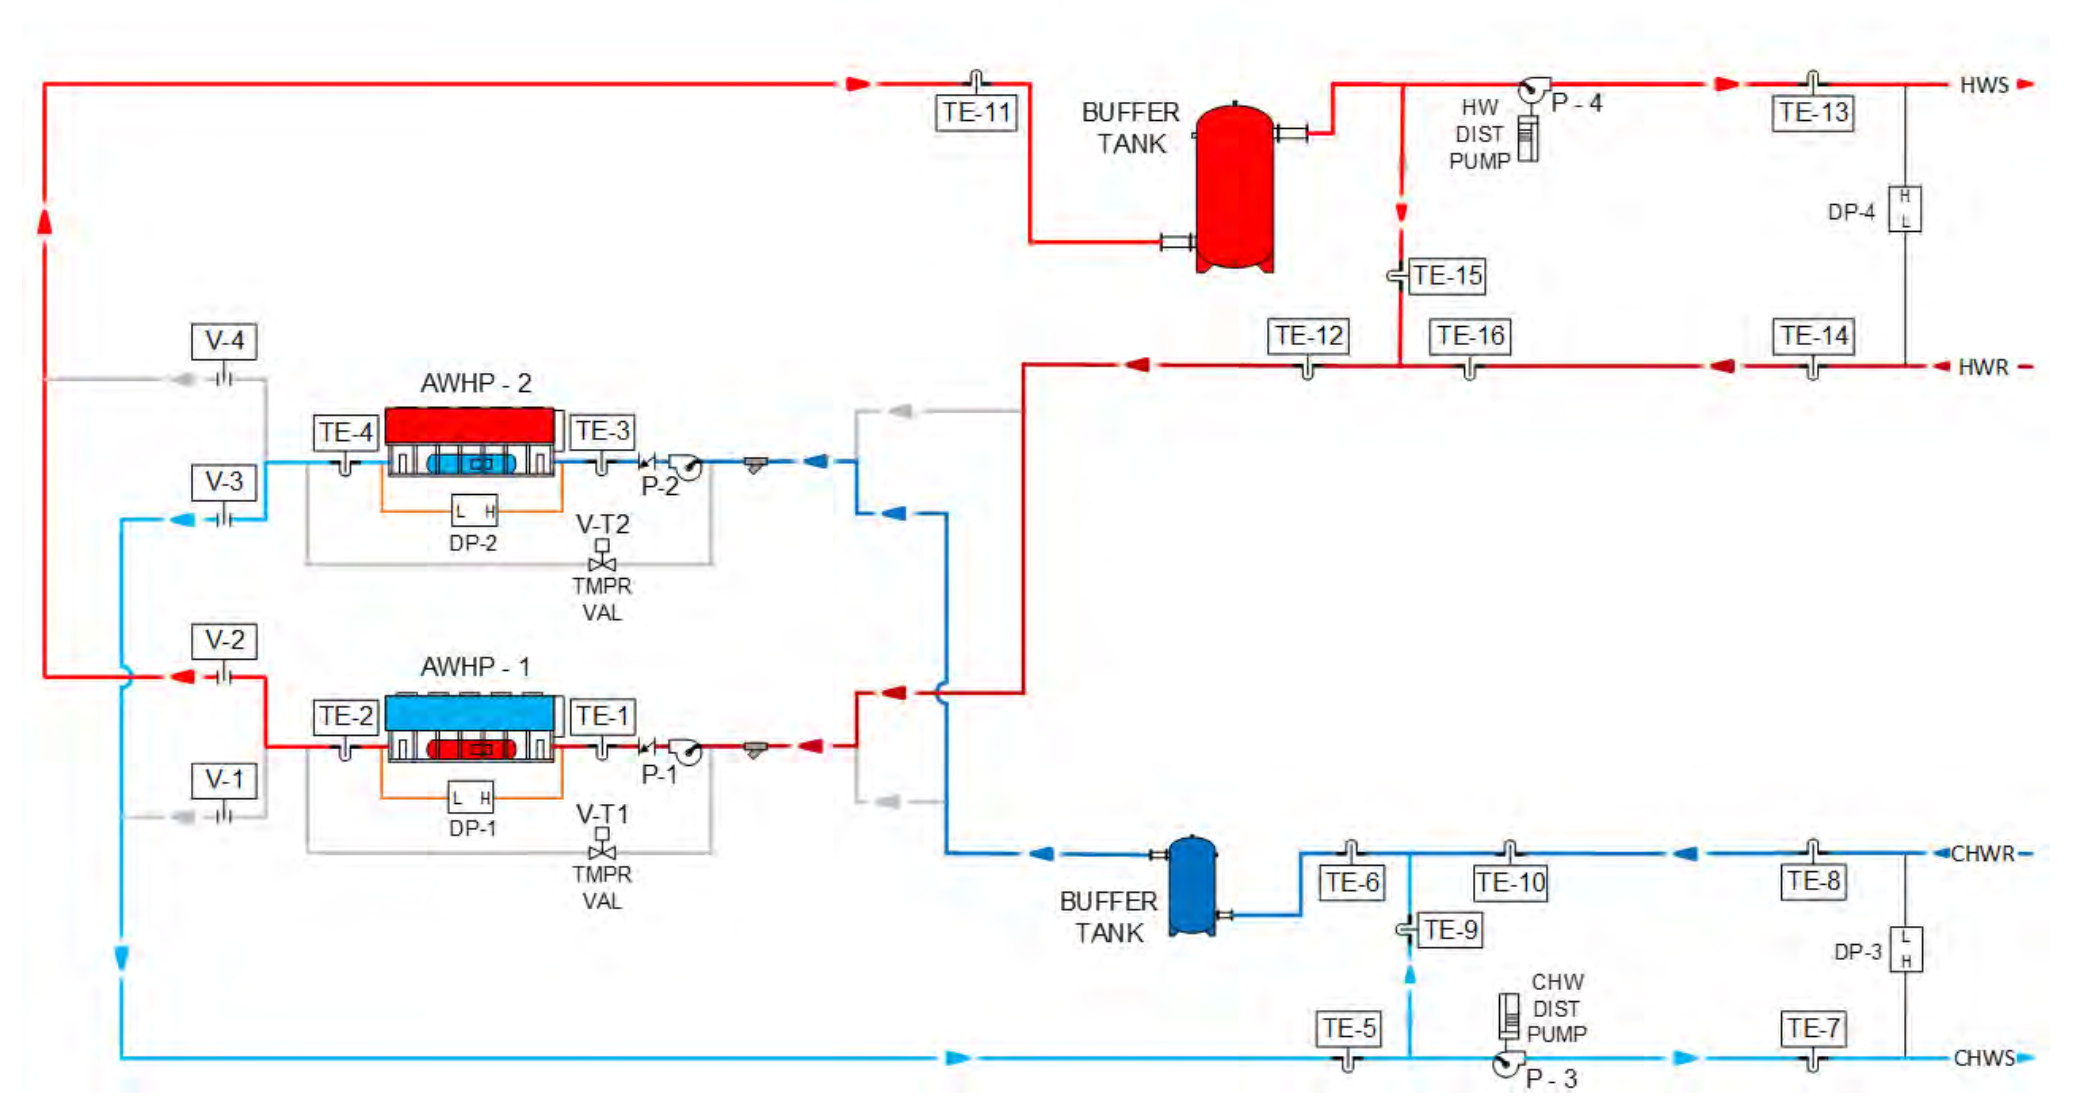 HWS
TE-11
BUFFER
TANK
HW
DIST
PUMP
P - 4
TE-13
DP-4
H
L
TE-15
TE-12
TE-16
TE-14
HWR
V-4
AWHP - 2
TE-4
TE-3
V-3
P-2
L H
DP-2
V-T2
TMPR
VAL
V-2
AWHP - 1
TE-2
TE-1
V-1
P-1
L H
DP-1
V-T1
TMPR
VAL
BUFFER
TANK
TE-6
TE-10
TE-8
CHWR
TE-9
DP-3
L
H
CHW
DIST
PUMP
TE-5
P - 3
TE-7
CHWS